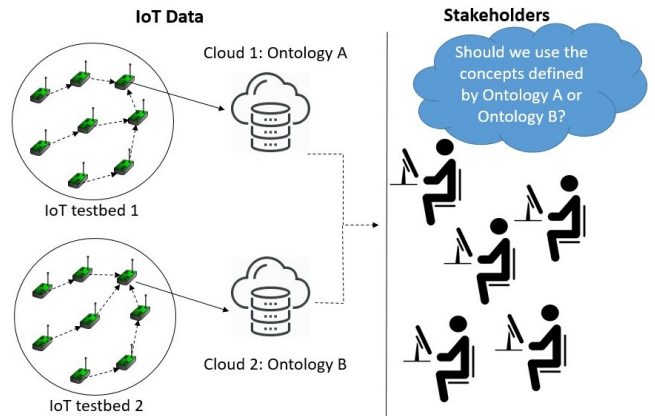 IoT Data
Cloud 1: Ontology A
IoT testbed 1
Cloud 2: Ontology B
IoT testbed 2
Stakeholders
Should we use the
concepts defined
by Ontology A or
Ontology B?